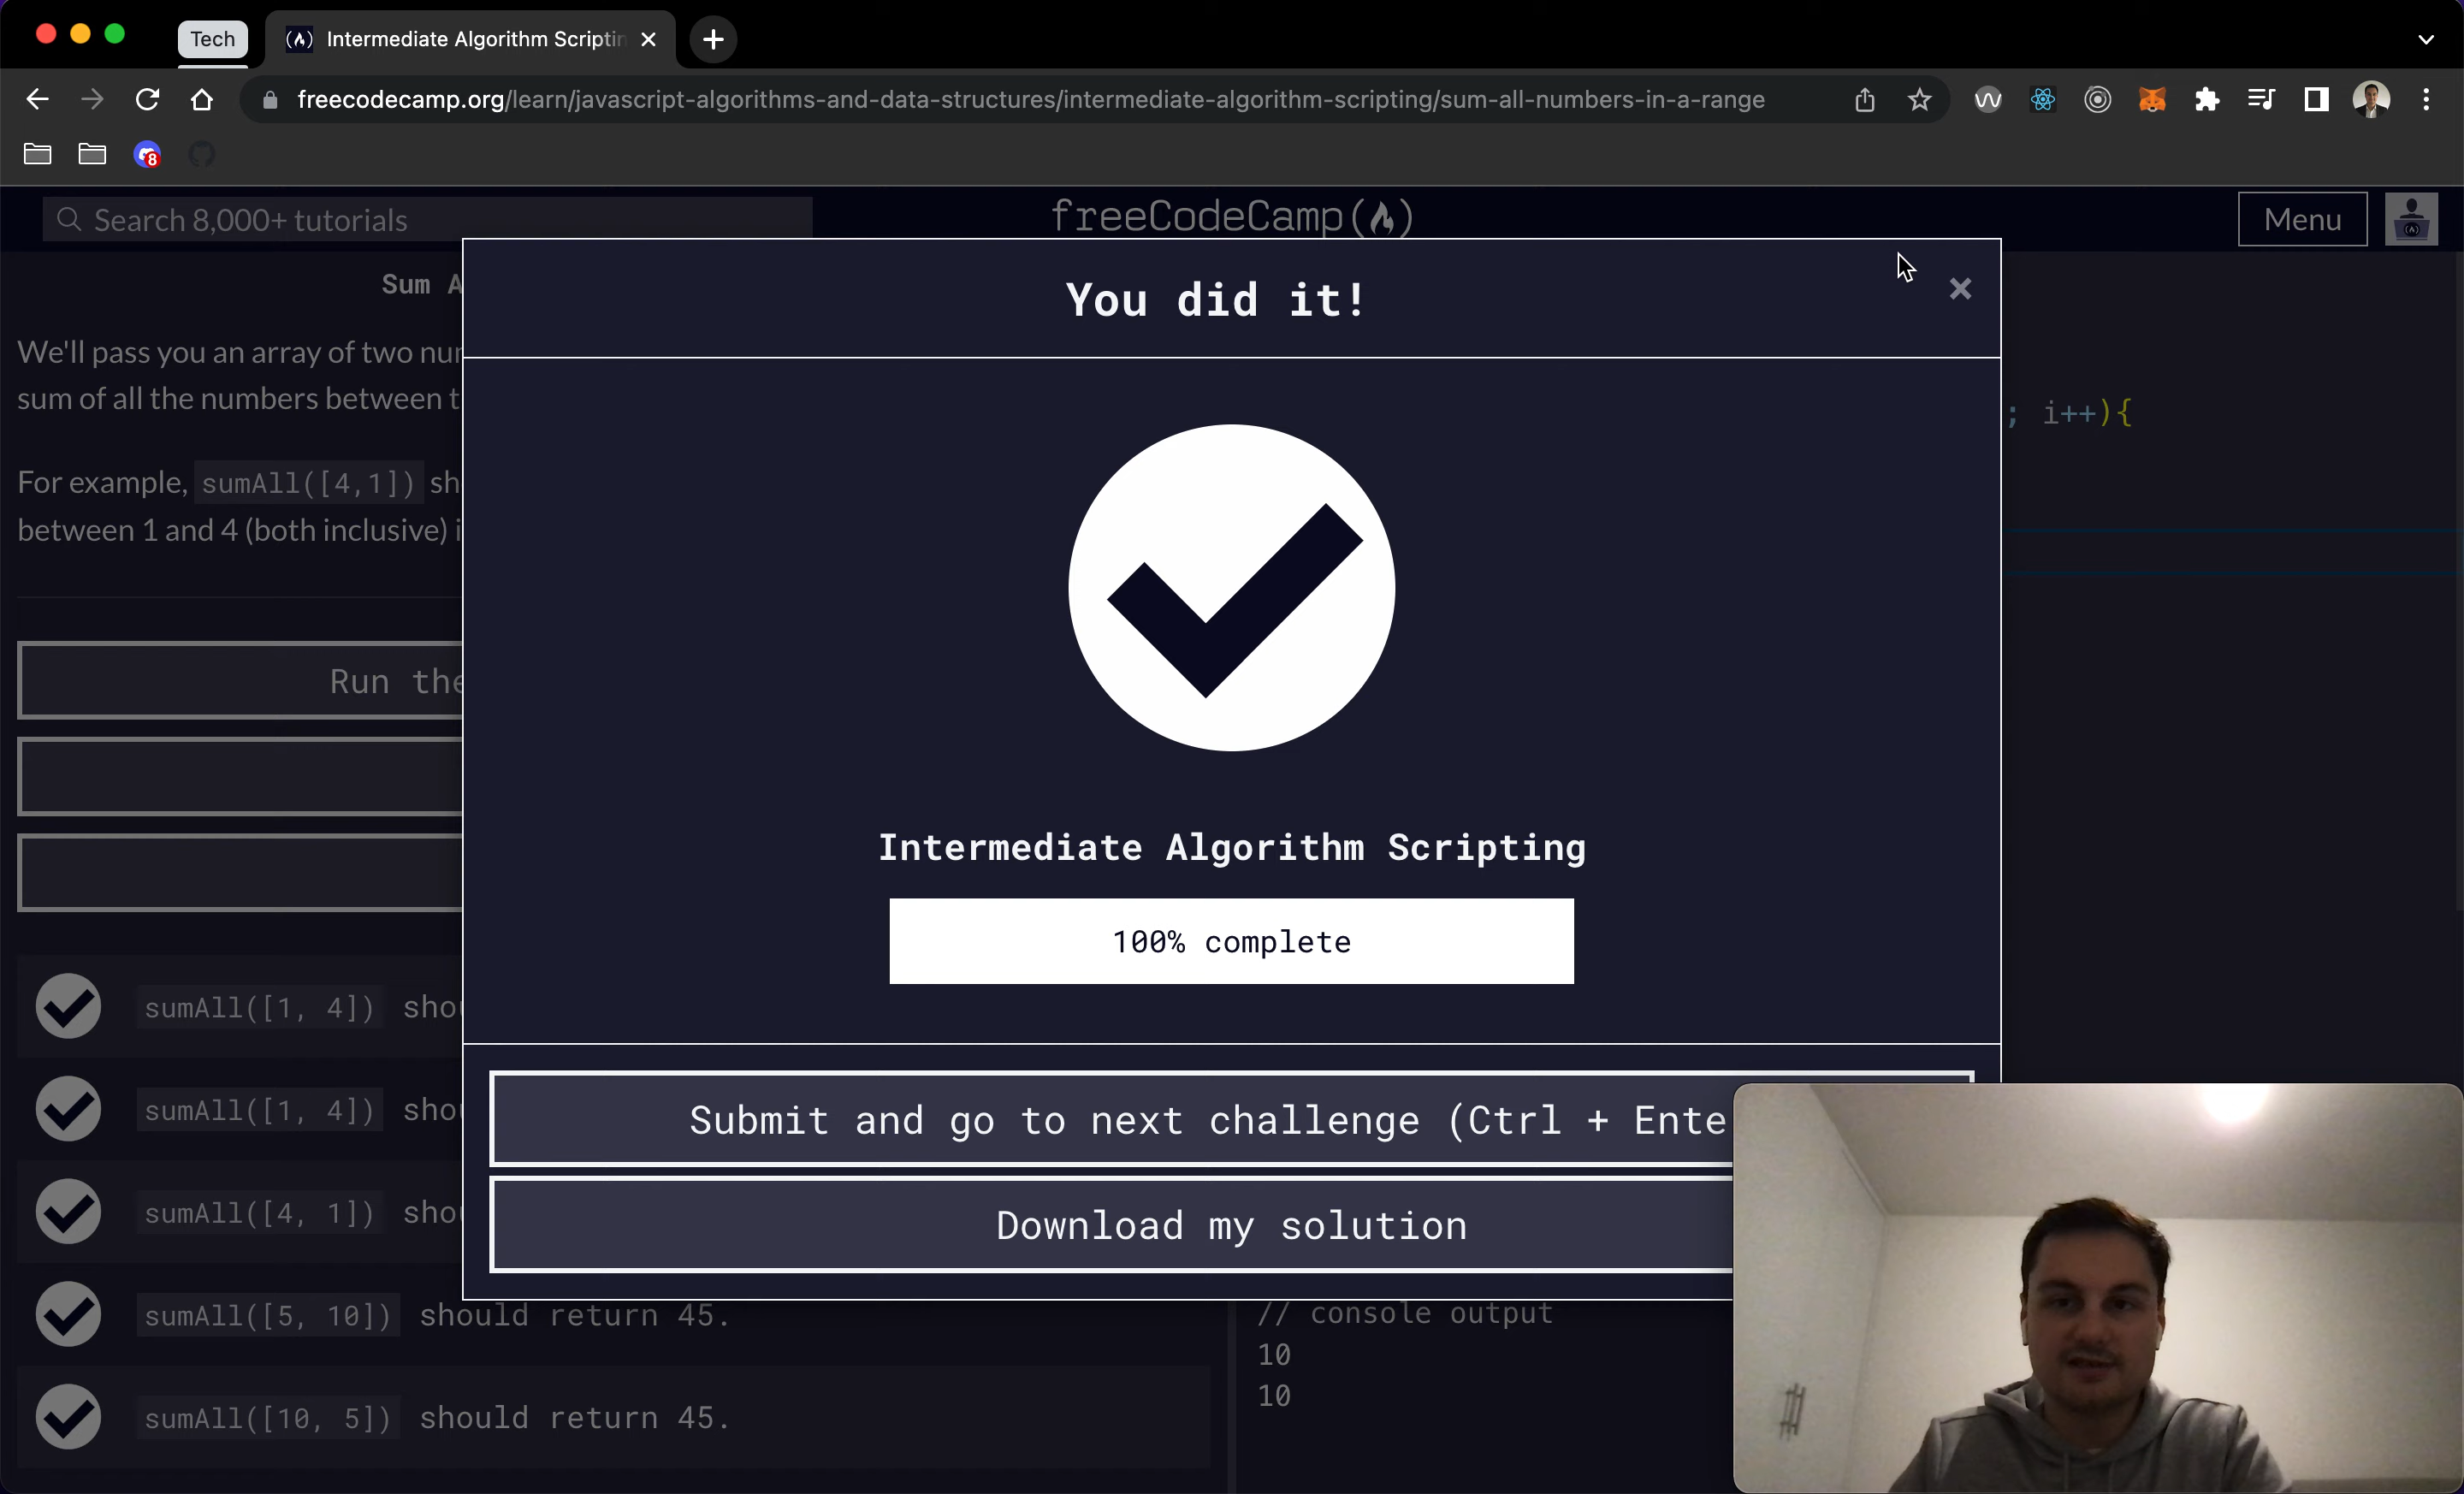 Tech
Intermediate Algorithm Scriptin
freecodecamp.org/learn/javascript-algorithms-and-data-structures/intermediate-algorithm-scripting/sum-all-numbers-in-a-range
8
Search 8,000+ tutorials
freeCodeCamp
Menu
Sum A
We'll pass you an array of two nu
sum of all the numbers between t
For example, sumAll([4,1]) sh
between 1 and 4 (both inclusive) i
Run the
sumAll([1, 4]) shou
sumAll([1, 4]) shou
sumAll([4, 1]) shou
sumAll([5, 10]) should return 45.
sumAll([10, 5]) should return 45.
You did it!
Intermediate Algorithm Scripting
100% complete
Submit and go to next challenge (Ctrl + Ente
Download my solution
; i++){
// console output
10
10